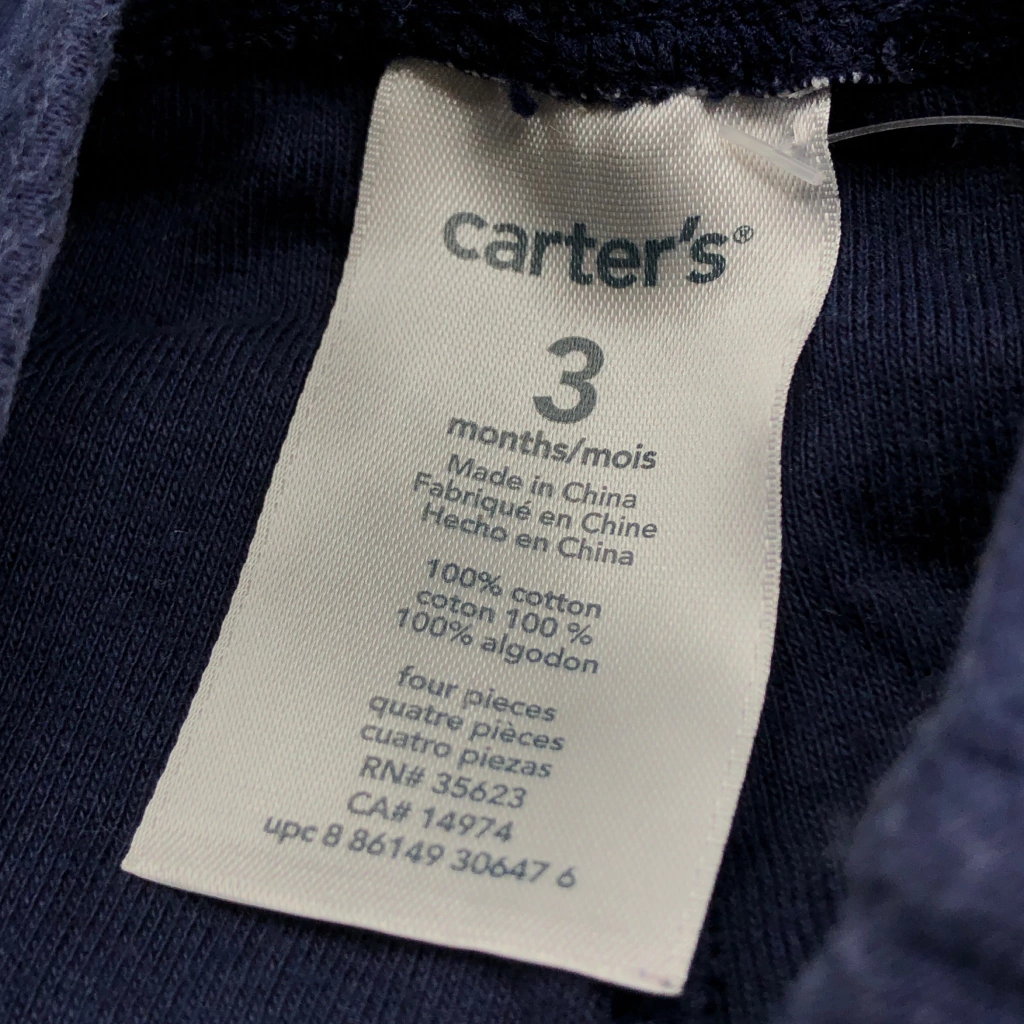 carter's®
3
months/mois
Made in China
Fabriqué en Chine
Hecho en China
100% cotton
coton 100 %
100% algodon
four pieces
quatre pièces
cuatro piezas
RN# 35623
CA# 14974
upc 8 86149 30647 6